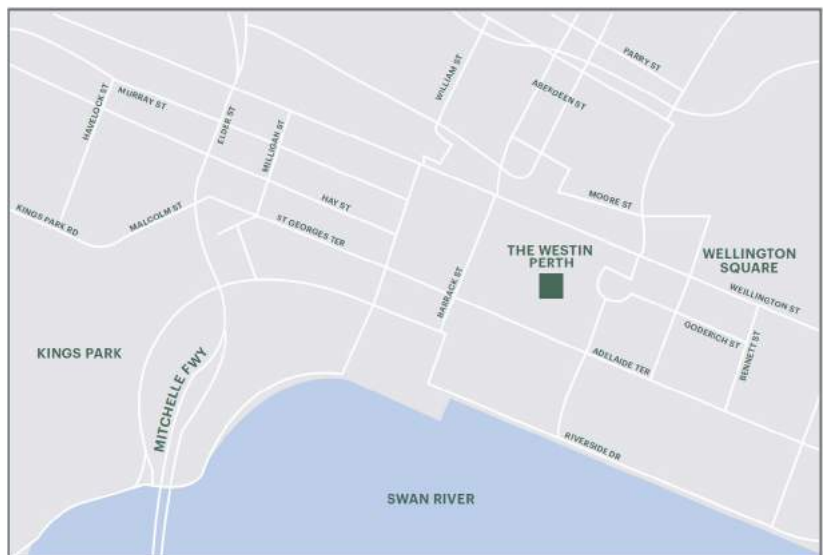 PARRY ST
WILLIAM ST
ABERDEEN ST
HAVELOCK ST
MURRAY ST
ELDER ST
MILLIGAN ST
HAY ST
MOORE ST
KINGS PARK RD
MALCOLM ST
ST GEORGES TER
THE WESTIN
PERTH
WELLINGTON
SQUARE
BARRACK ST
WEILLINGTON ST
GODERICH ST
BENNETT ST
KINGS PARK
MITCHELLE FWY
ADELAIDE TER
RIVERSIDE DR
SWAN RIVER